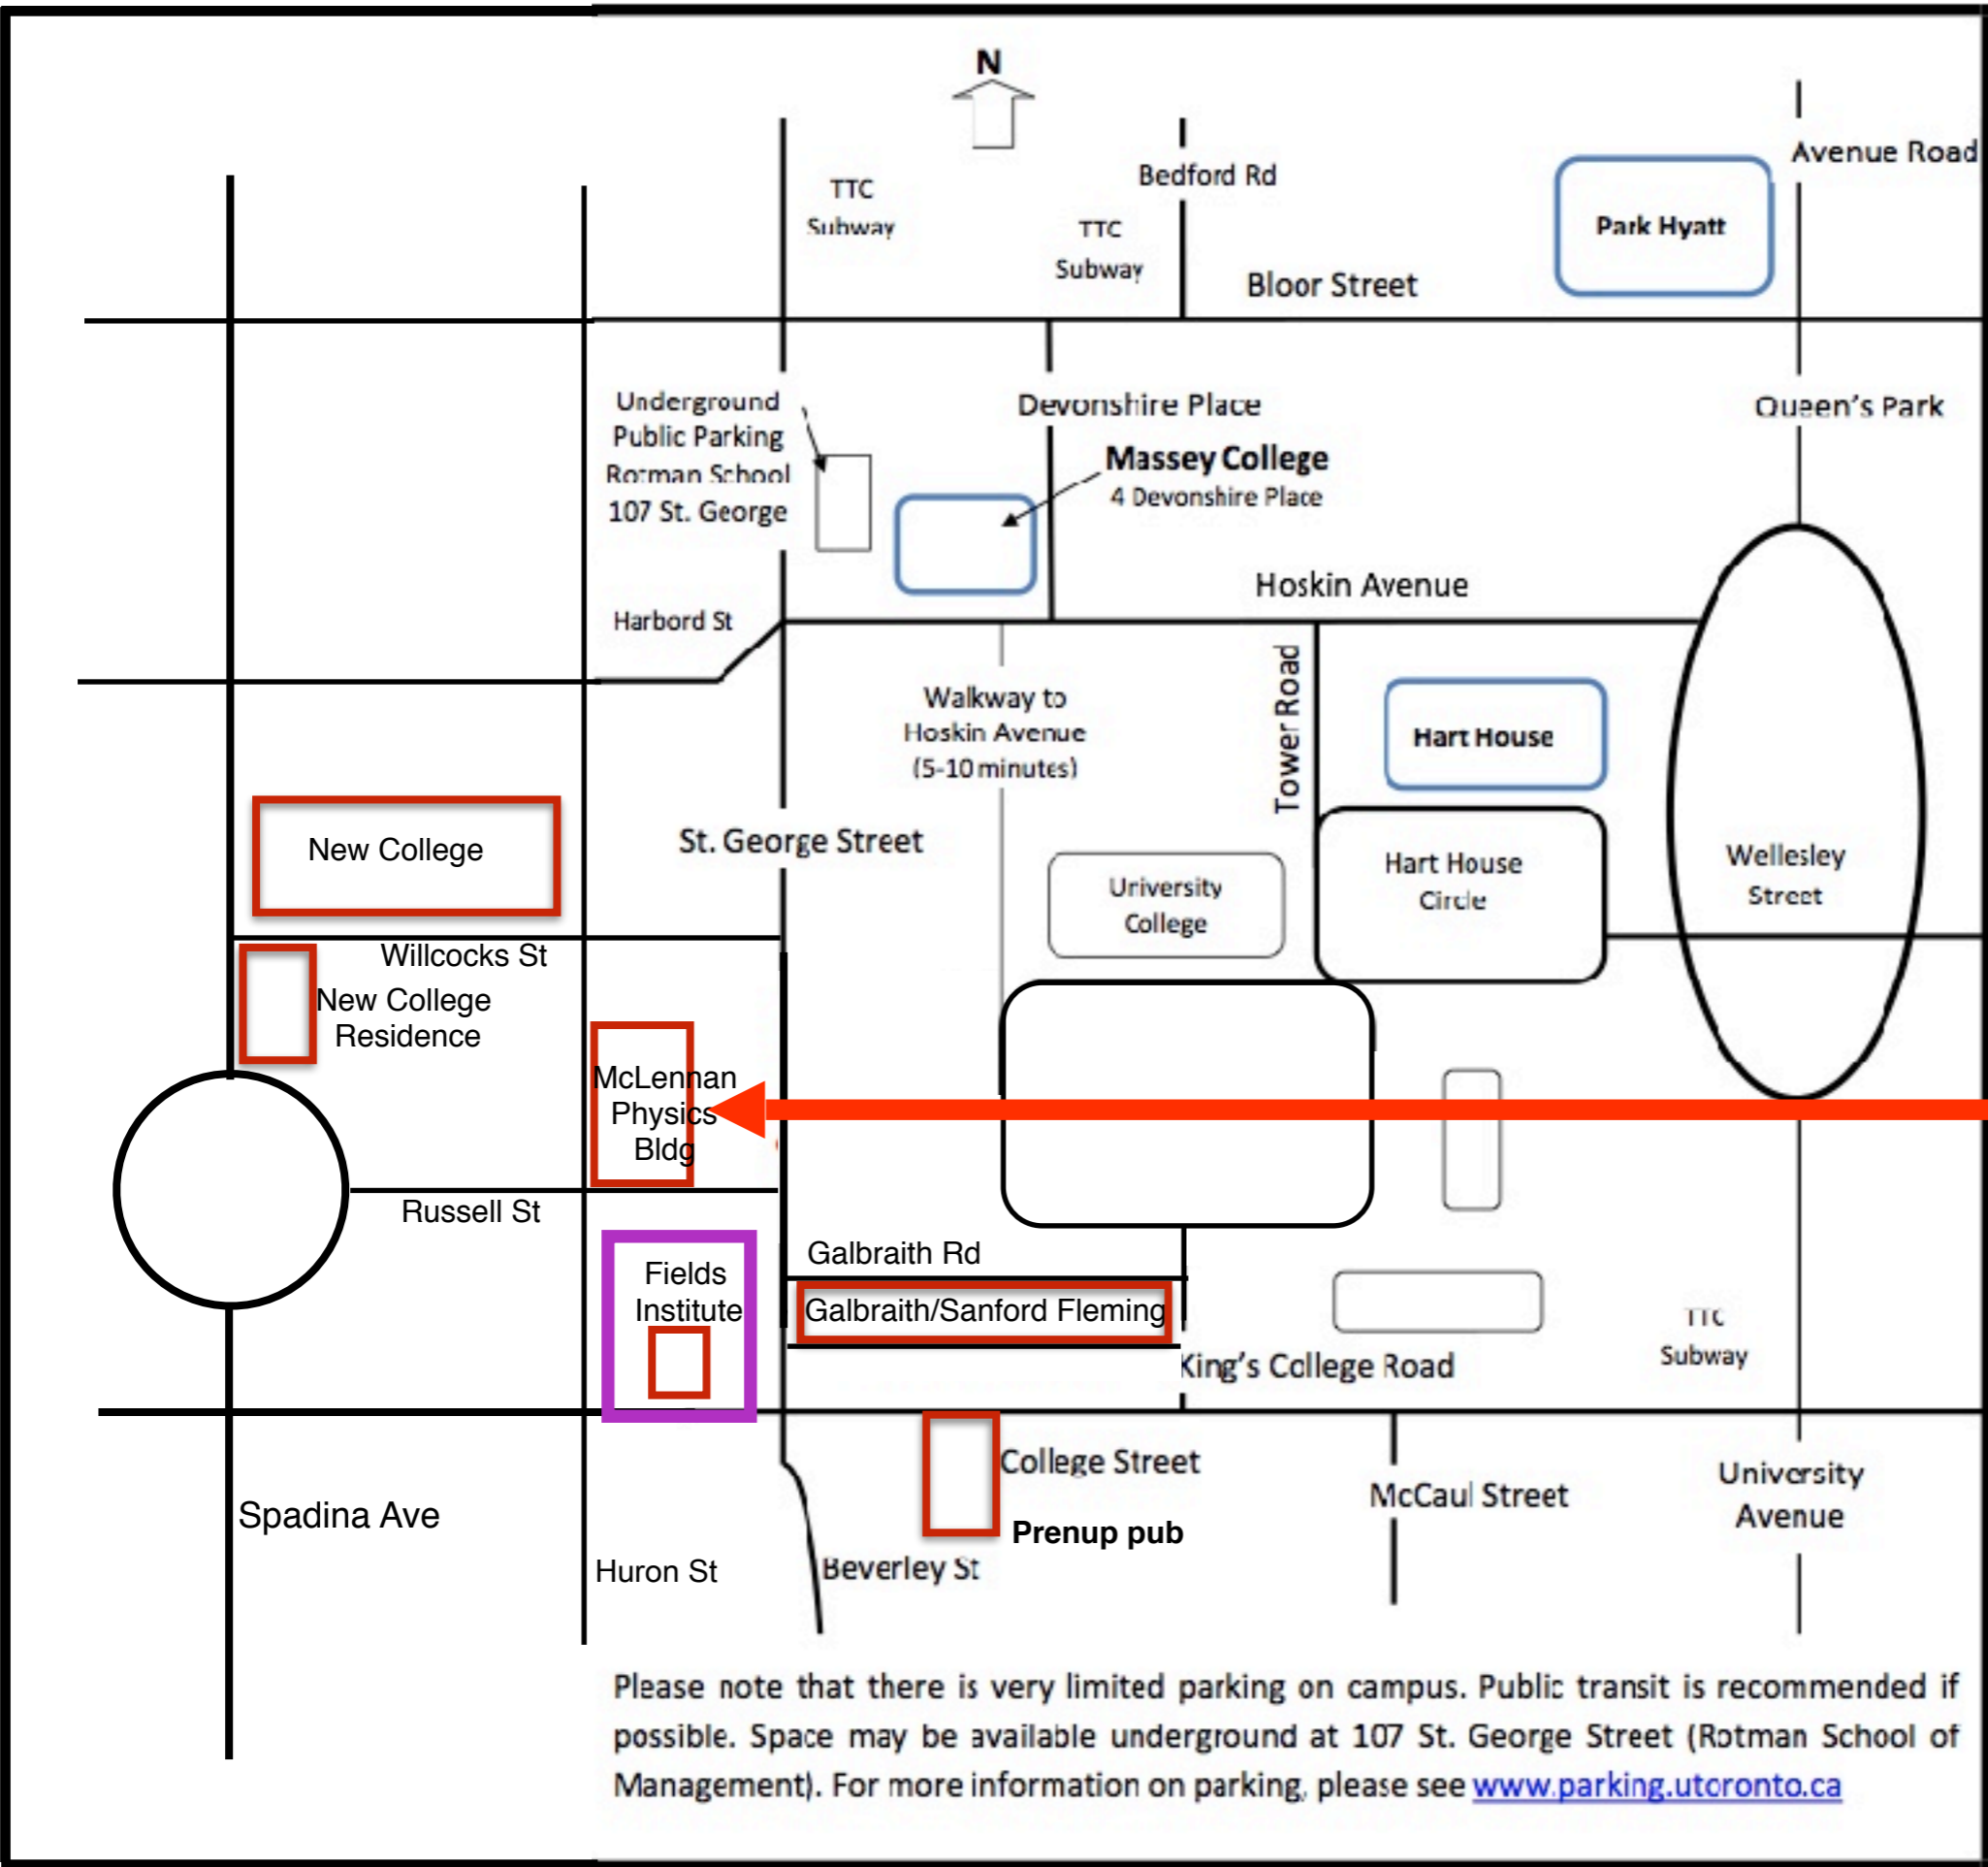 N
Avenue Road
Bedford Rd
TTC
Subway
TTC
Subway
Park Hyatt
Bloor Street
Underground
Public Parking
Rotman School
107 St. George
Devonshire Place
Queen's Park
Massey College
4 Devonshire Place
Hoskin Avenue
Harbord St
Tower Road
Walkway to
Hoskin Avenue
(5-10 minutes)
Hart House
New College
St. George Street
University
College
Hart House
Circle
Wellesley
Street
Willcocks St
New College
Residence
McLennan
Physics
Bldg
Russell St
Galbraith Rd
Fields
Institute
Galbraith/Sanford Fleming
King's College Road
TTC
Subway
College Street
McCaul Street
University
Avenue
Spadina Ave
Prenup pub
Huron St
Beverley St
Please note that there is very limited parking on campus. Public transit is recommended if
possible. Space may be available underground at 107 St. George Street (Rotman School of
Management). For more information on parking, please see www.parking.utoronto.ca